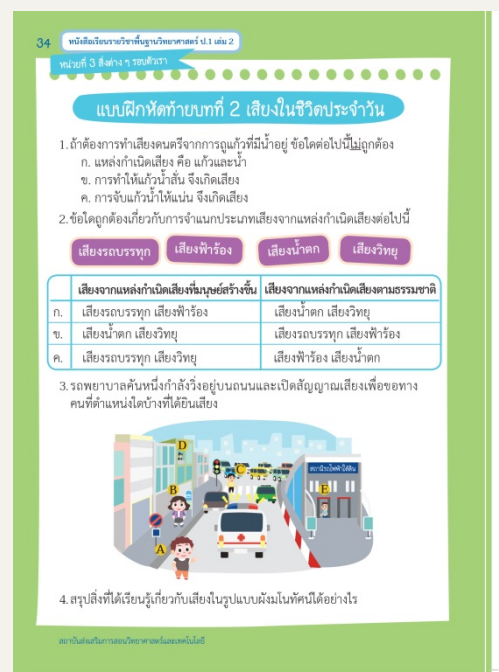 34 หนังสือเรียนรายวิชาพื้นฐานวิทยาศาสตร์ ป.1 เล่ม 2
หน่วยที่ 3 สิ่งต่าง ๆ รอบตัวเรา
แบบฝึกหัดท้ายบทที่ 2 เสียงในชีวิตประจำวัน
1. ถ้าต้องการทำเสียงดนตรีจากการถูแก้วที่มีน้ำอยู่ ข้อใดต่อไปนี้ไม่ถูกต้อง
ก. แหล่งกำเนิดเสียง คือ แก้วและน้ำ
ข. การทำให้แก้วน้ำสั่น จึงเกิดเสียง
ค. การจับแก้วน้ำให้แน่น จึงเกิดเสียง
2. ข้อใดถูกต้องเกี่ยวกับการจำแนกประเภทเสียงจากแหล่งกำเนิดเสียงต่อไปนี้
เสียงรถบรรทุก เสียงฟ้าร้อง เสียงน้ำตก เสียงวิทยุ
เสียงจากแหล่งกำเนิดเสียงที่มนุษย์สร้างขึ้น เสียงจากแหล่งกำเนิดเสียงตามธรรมชาติ
ก. เสียงรถบรรทุก เสียงฟ้าร้อง เสียงน้ำตก เสียงวิทยุ
ข. เสียงน้ำตก เสียงวิทยุ เสียงรถบรรทุก เสียงฟ้าร้อง
ค. เสียงรถบรรทุก เสียงวิทยุ เสียงฟ้าร้อง เสียงน้ำตก
3. รถพยาบาลคันหนึ่งกำลังวิ่งอยู่บนถนนและเปิดสัญญาณเสียงเพื่อขอทาง
คนที่ตำแหน่งใดบ้างที่ได้ยินเสียง
D
C
สถานีรถไฟฟ้าใต้ดิน
B
E
A
4. สรุปสิ่งที่ได้เรียนรู้เกี่ยวกับเสียงในรูปแบบผังมโนทัศน์ได้อย่างไร
สถาบันส่งเสริมการสอนวิทยาศาสตร์และเทคโนโลยี